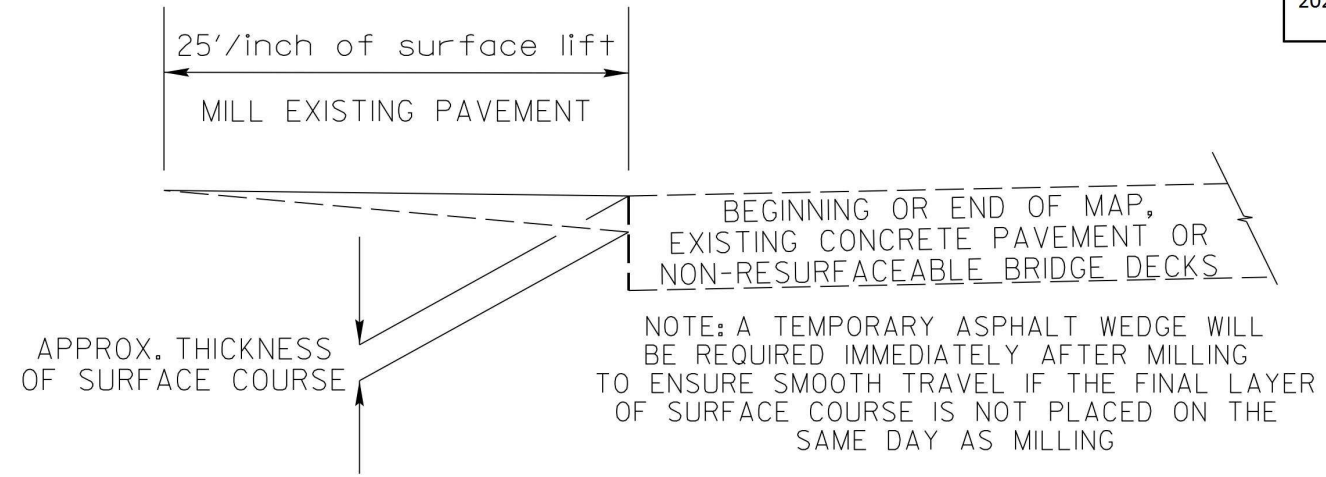 202
25'/inch of surface lift
MILL EXISTING PAVEMENT
BEGINNING OR END OF MAP,
EXISTING CONCRETE PAVEMENT OR
NON-RESURFACEABLE BRIDGE DECKS
APPROX. THICKNESS
OF SURFACE COURSE
NOTE: A TEMPORARY ASPHALT WEDGE WILL
BE REQUIRED IMMEDIATELY AFTER MILLING
TO ENSURE SMOOTH TRAVEL IF THE FINAL LAYER
OF SURFACE COURSE IS NOT PLACED ON THE
SAME DAY AS MILLING